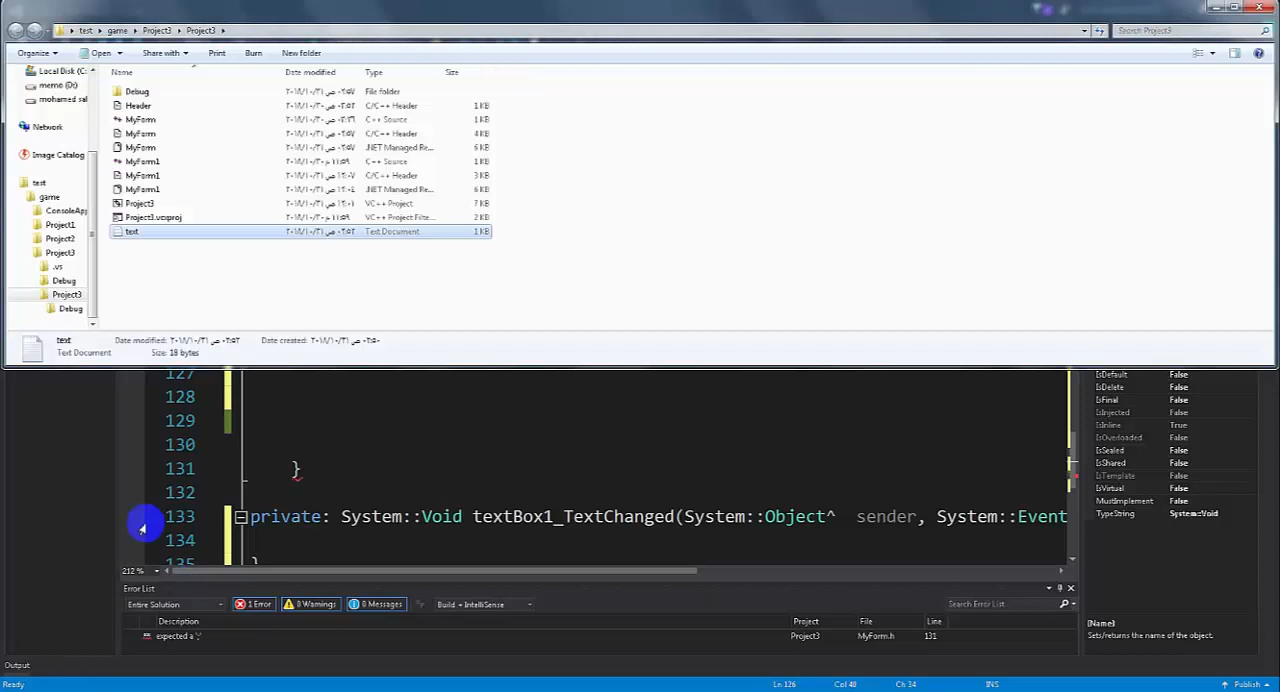 test ▸ game ▸ Project3 ▸ Project3 ▸
Search Project3
Organize Open Share with Print Burn New folder
Name Date modified Type Size
Local Disk (C:
memo (D:)
mohamed sal
Network
Image Catalog
test
game
ConsoleApp
Project1
Project2
Project3
.vs
Debug
Project3
Debug
Debug File folder
Header C/C++ Header 1 KB
MyForm C++ Source 1 KB
MyForm C/C++ Header 4 KB
MyForm .NET Managed Re... 6 KB
MyForm1 C++ Source 1 KB
MyForm1 C/C++ Header 3 KB
MyForm1 .NET Managed Re... 6 KB
Project3 VC++ Project 7 KB
Project3.vcxproj VC++ Project Filte... 2 KB
text Text Document 1 KB
text Date modified: Date created:
Text Document Size: 18 bytes
127
128
129
130
131 }
132
133 private: System::Void textBox1_TextChanged(System::Object^ sender, System::Event
134
135 }
212 %
IsDefault False
IsDelete False
IsFinal False
IsInjected False
IsInline True
IsOverloaded False
IsSealed False
IsShared False
IsTemplate False
IsVirtual False
MustImplement False
TypeString System::Void
Error List
Entire Solution 1 Error 0 Warnings 0 Messages Build + IntelliSense Search Error List
Description Project File Line
expected a ';' Project3 MyForm.h 131
(Name)
Sets/returns the name of the object.
Output
Ready Ln 126 Col 40 Ch 34 INS Publish